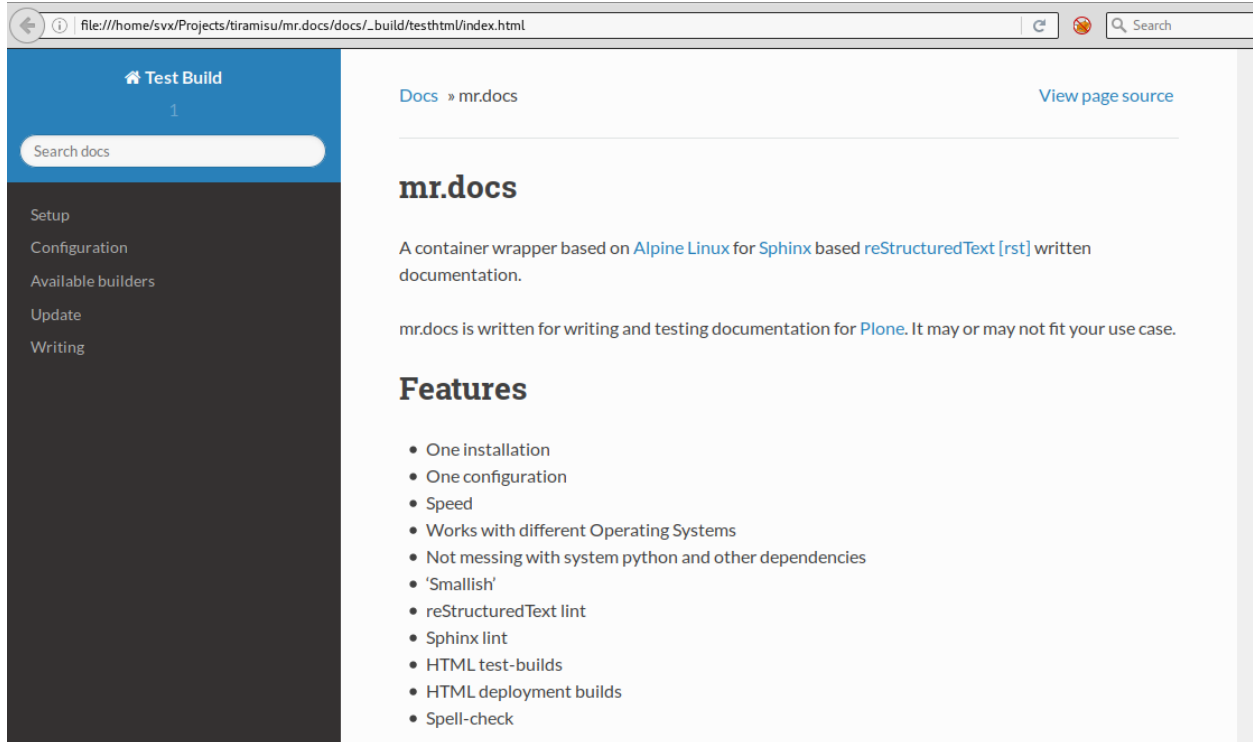 file:///home/svx/Projects/tiramisu/mr.docs/docs/_build/testhtml/index.html
Search
Test Build
1
Search docs
Setup
Configuration
Available builders
Update
Writing
Docs » mr.docs
View page source
mr.docs
A container wrapper based on Alpine Linux for Sphinx based reStructuredText [rst] written
documentation.
mr.docs is written for writing and testing documentation for Plone. It may or may not fit your use case.
Features
• One installation
• One configuration
• Speed
• Works with different Operating Systems
• Not messing with system python and other dependencies
• ‘Smallish’
• reStructuredText lint
• Sphinx lint
• HTML test-builds
• HTML deployment builds
• Spell-check